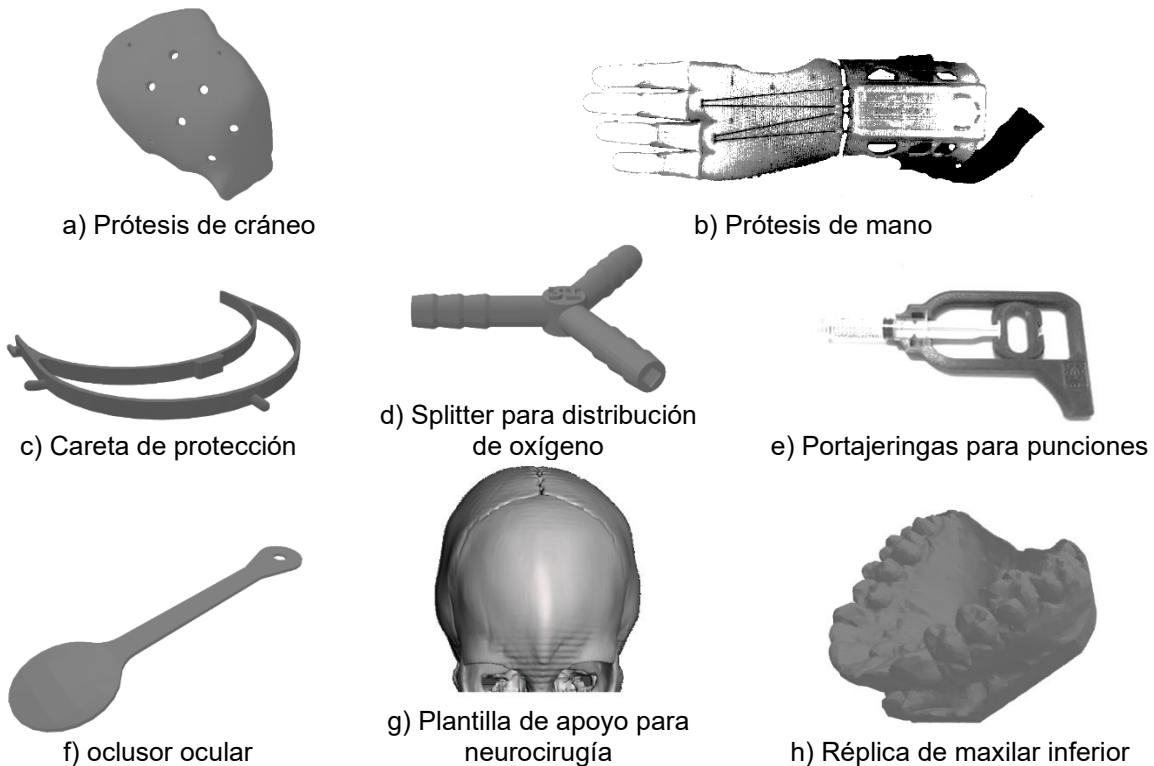 a) Prótesis de cráneo
b) Prótesis de mano
c) Careta de protección
d) Splitter para distribución
de oxígeno
e) Portajeringas para punciones
f) oclusor ocular
g) Plantilla de apoyo para
neurocirugía
h) Réplica de maxilar inferior